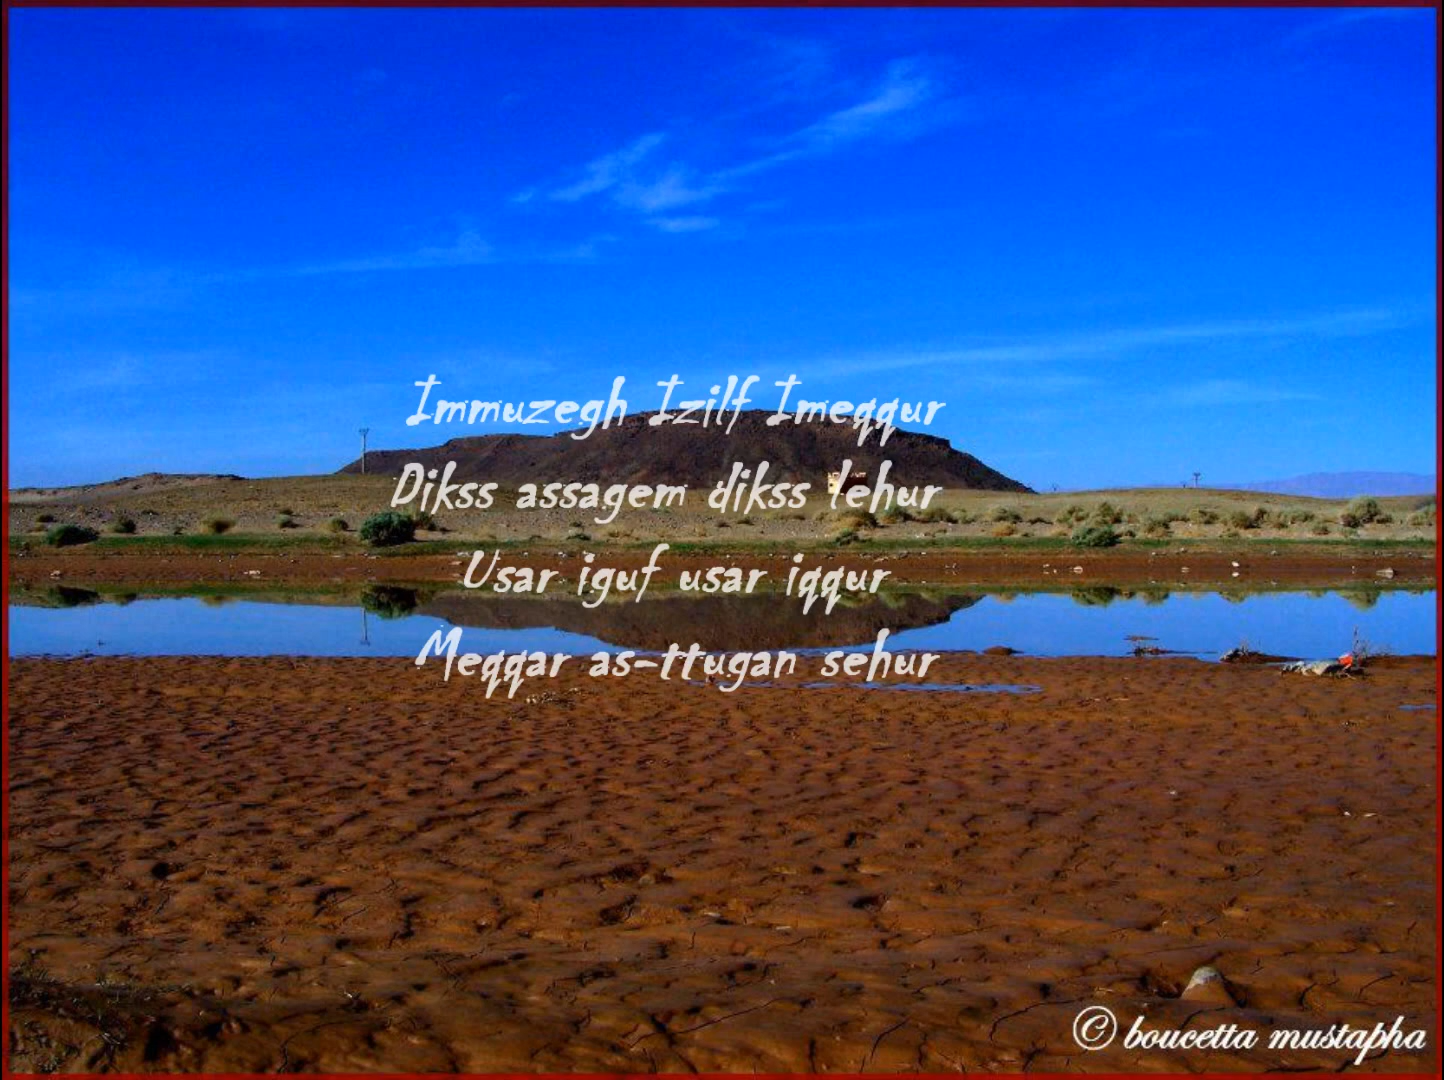 Immuzegh Izilf Imeqqur
Dikss assagem dikss lehur
Usar iguf usar iqqur
Meqqar as-ttugan sehur
© boucetta mustapha